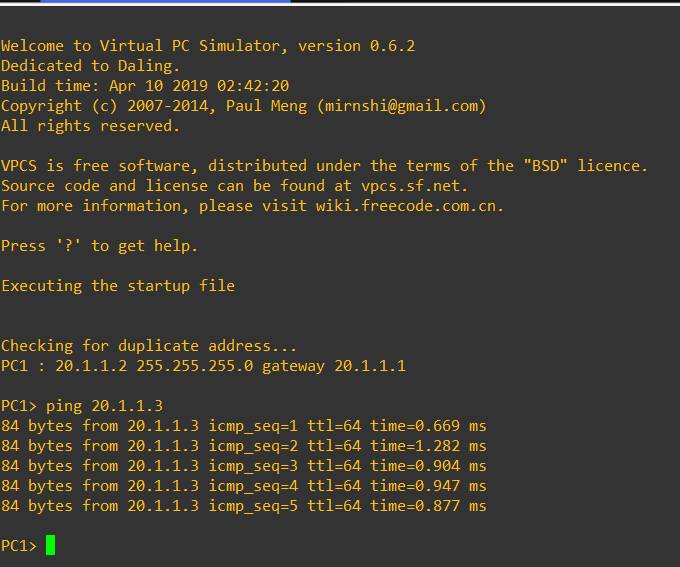 Welcome to Virtual PC Simulator, version 0.6.2
Dedicated to Daling.
Build time: Apr 10 2019 02:42:20
Copyright (c) 2007-2014, Paul Meng (mirnshi@gmail.com)
All rights reserved.
VPCS is free software, distributed under the terms of the "BSD" licence.
Source code and license can be found at vpcs.sf.net.
For more information, please visit wiki.freecode.com.cn.
Press '?' to get help.
Executing the startup file
Checking for duplicate address...
PC1 : 20.1.1.2 255.255.255.0 gateway 20.1.1.1
PC1> ping 20.1.1.3
84 bytes from 20.1.1.3 icmp_seq=1 ttl=64 time=0.669 ms
84 bytes from 20.1.1.3 icmp_seq=2 ttl=64 time=1.282 ms
84 bytes from 20.1.1.3 icmp_seq=3 ttl=64 time=0.904 ms
84 bytes from 20.1.1.3 icmp_seq=4 ttl=64 time=0.947 ms
84 bytes from 20.1.1.3 icmp_seq=5 ttl=64 time=0.877 ms
PC1>